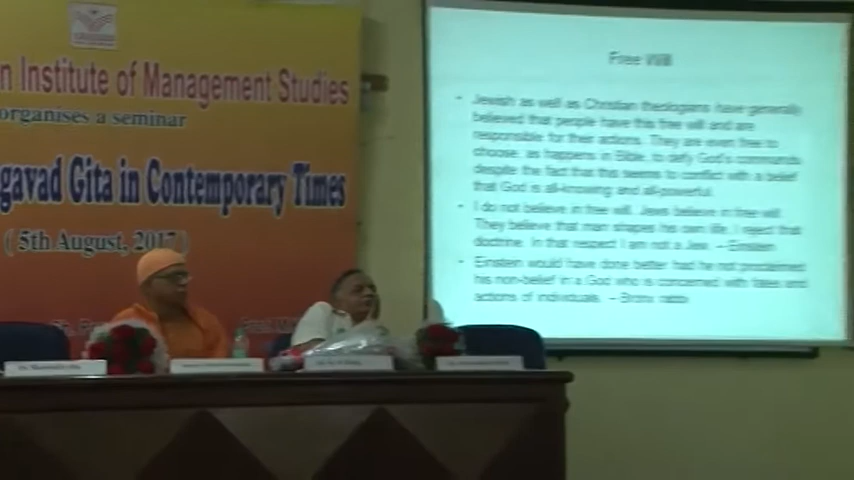 n Institute of Management Studies
organises a seminar
gavad Gita in Contemporary Times
( 5th August, 2017 )
Free Will
• Jewish as well as Christian theologians have generally
believed that people have this free will and are
responsible for their actions. They are even free to
choose, as happens in Bible, to defy God's commands
despite the fact that this seems to conflict with a belief
that God is all-knowing and all-powerful.
• I do not believe in free will. Jews believe in free will.
They believe that man shapes his own life. I reject that
doctrine. In that respect I am not a Jew. – Einstein
• Einstein would have done better had he not proclaimed
his non-belief in a God who is concerned with fates and
actions of individuals. – Bronx rabbi